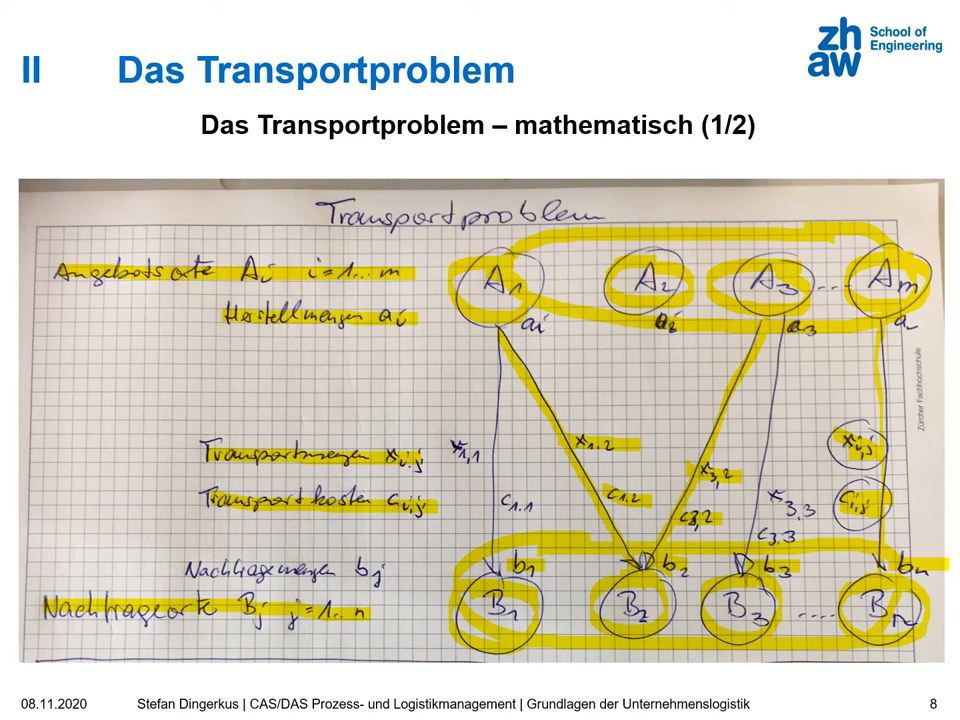 II Das Transportproblem
zh aw School of Engineering
Das Transportproblem – mathematisch (1/2)
Transportproblem
Angebotsorte Ai i=1... m
A1 A2 A3 .... Am
Herstellmengen ai
ai a2 a3 a
Transportmengen xi,j
x1,1 x1.2 x3,2 xi,j
Transportkosten ci,j
c1.1 c1.2 c3,2 x3,3 ci,j
c3.3
Nachfragemengen bj
b1 b2 b3 bn
Nachfrageorte Bj j=1... n
B1 B2 B3 ..... Bn
Zürcher Fachhochschule
08.11.2020 Stefan Dingerkus | CAS/DAS Prozess- und Logistikmanagement | Grundlagen der Unternehmenslogistik 8